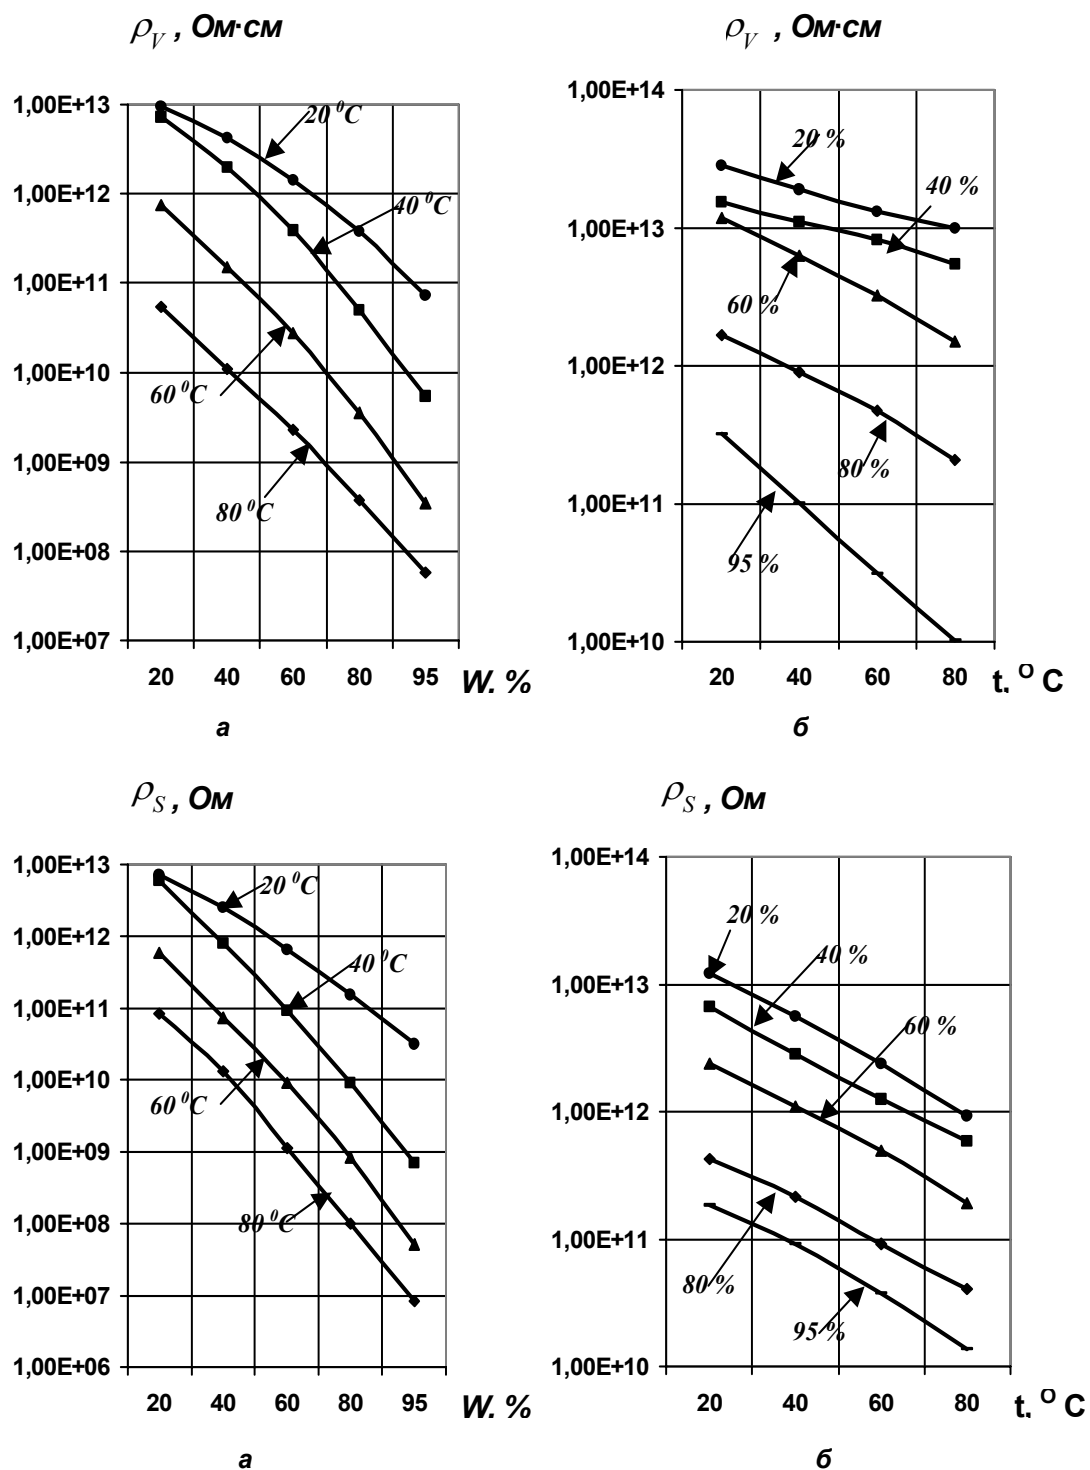 ρV , Ом·см
1,00E+13
1,00E+12
1,00E+11
1,00E+10
1,00E+09
1,00E+08
1,00E+07
20 ⁰C
40 ⁰C
60 ⁰C
80 ⁰C
20 40 60 80 95 W. %
а
ρV , Ом·см
1,00E+14
1,00E+13
1,00E+12
1,00E+11
1,00E+10
20 %
40 %
60 %
80 %
95 %
20 40 60 80 t, О С
б
ρS , Ом
1,00E+13
1,00E+12
1,00E+11
1,00E+10
1,00E+09
1,00E+08
1,00E+07
1,00E+06
20 ⁰C
40 ⁰C
60 ⁰C
80 ⁰C
20 40 60 80 95 W. %
а
ρS , Ом
1,00E+14
1,00E+13
1,00E+12
1,00E+11
1,00E+10
20 %
40 %
60 %
80 %
95 %
20 40 60 80 t, О С
б